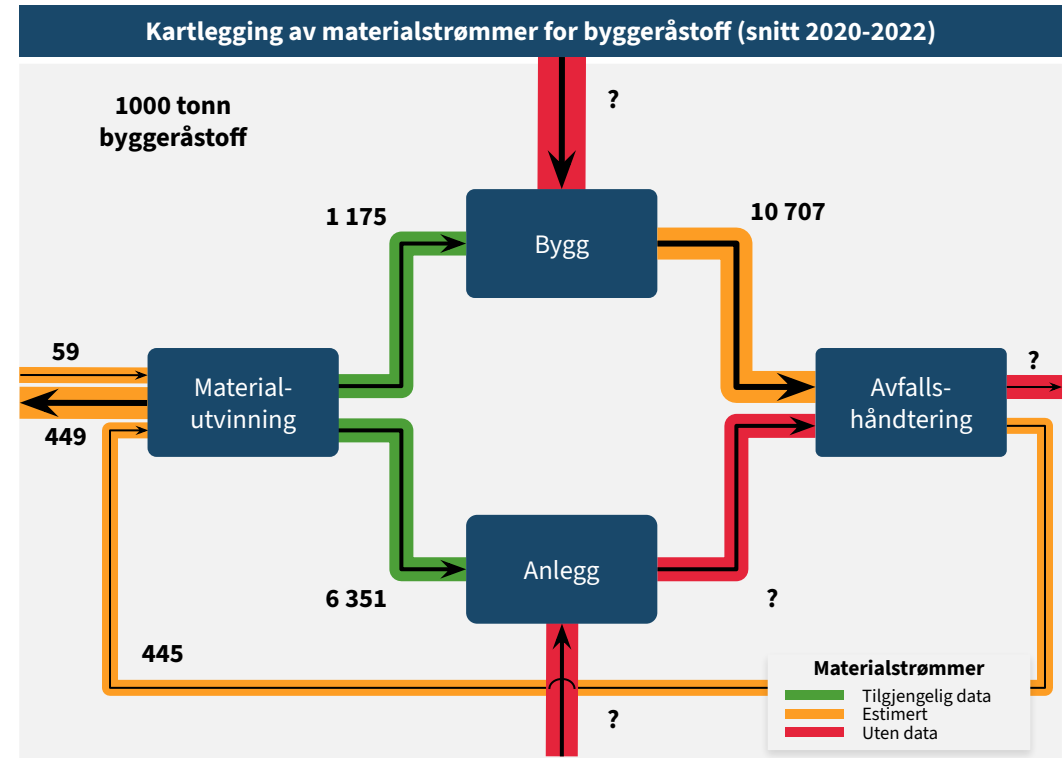 Kartlegging av materialstrømmer for byggeråstoff (snitt 2020-2022)
1000 tonn
byggeråstoff
?
1 175
10 707
Bygg
59
Material-
utvinning
449
Avfalls-
håndtering
?
Anlegg
6 351
?
445
?
Materialstrømmer
Tilgjengelig data
Estimert
Uten data